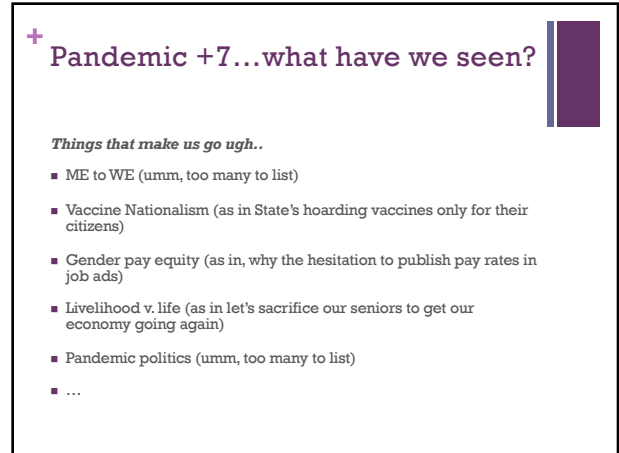 +
Pandemic +7…what have we seen?
Things that make us go ugh..
■ ME to WE (umm, too many to list)
■ Vaccine Nationalism (as in State's hoarding vaccines only for their
citizens)
■ Gender pay equity (as in, why the hesitation to publish pay rates in
job ads)
■ Livelihood v. life (as in let's sacrifice our seniors to get our
economy going again)
■ Pandemic politics (umm, too many to list)
■ …